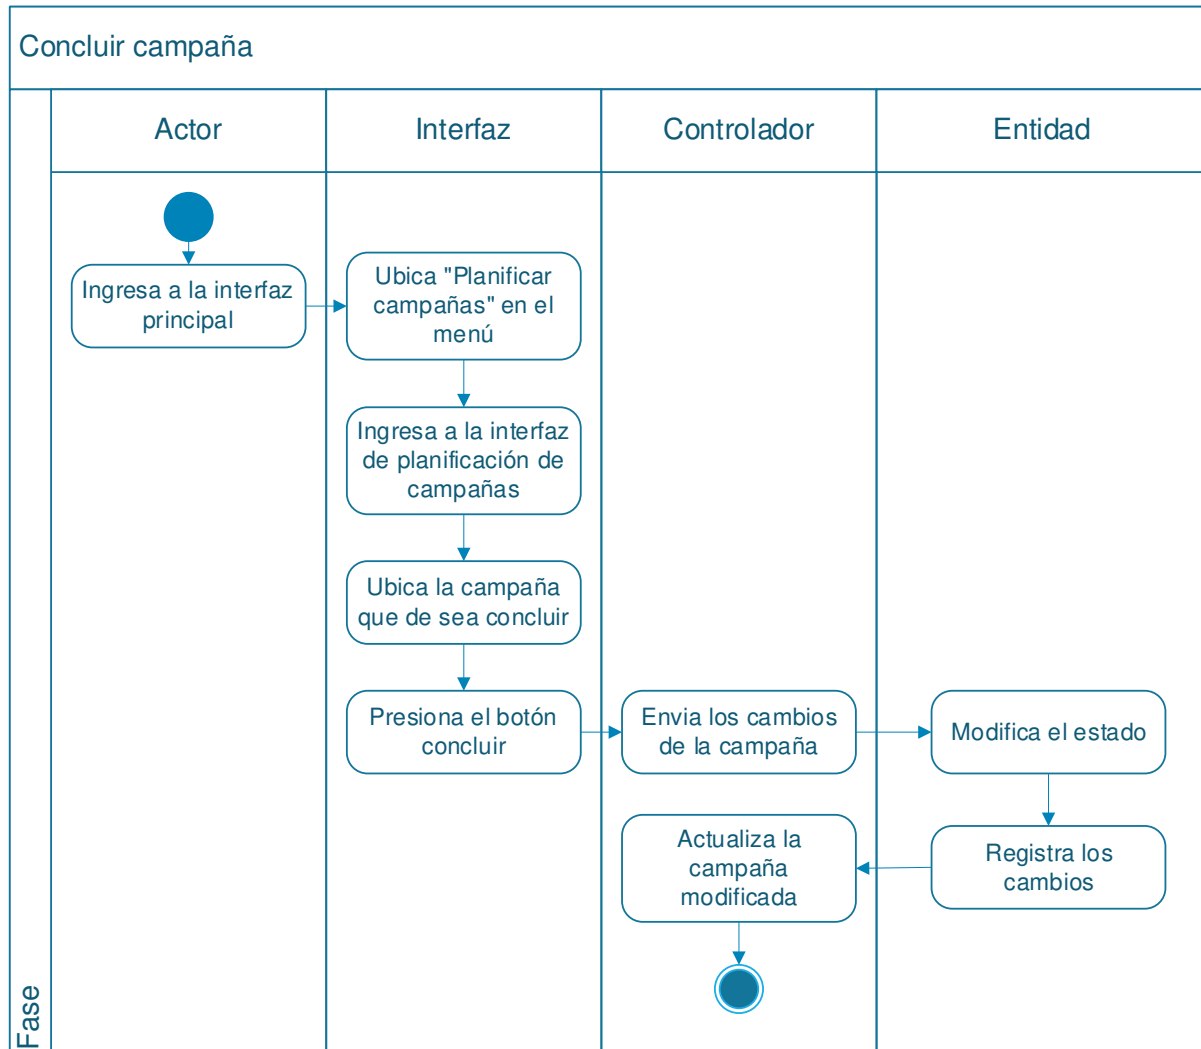 Concluir campaña
Actor
Interfaz
Controlador
Entidad
Ingresa a la interfaz
principal
Ubica "Planificar
campañas" en el
menú
Ingresa a la interfaz
de planificación de
campañas
Ubica la campaña
que de sea concluir
Presiona el botón
concluir
Envia los cambios
de la campaña
Modifica el estado
Registra los
cambios
Actualiza la
campaña
modificada
Fase